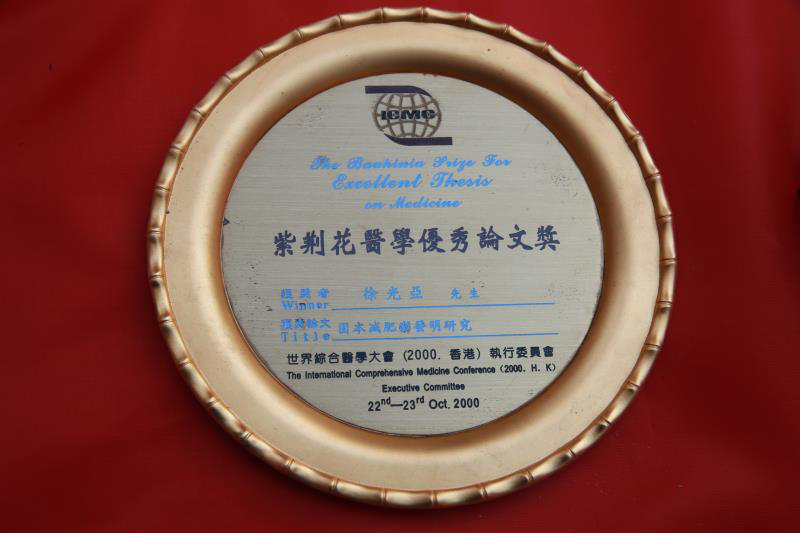 ICMC
The Bauhinia Prize For
Excellent Thesis
on Medicine
紫荆花醫學優秀論文獎
獲獎者 徐光亞 先生
Winner
獲獎論文 固本减肥療發明研究
Title
世界綜合醫學大會（2000．香港）執行委員會
The International Comprehensive Medicine Conference (2000. H. K)
Executive Committee
22nd—23rd Oct. 2000